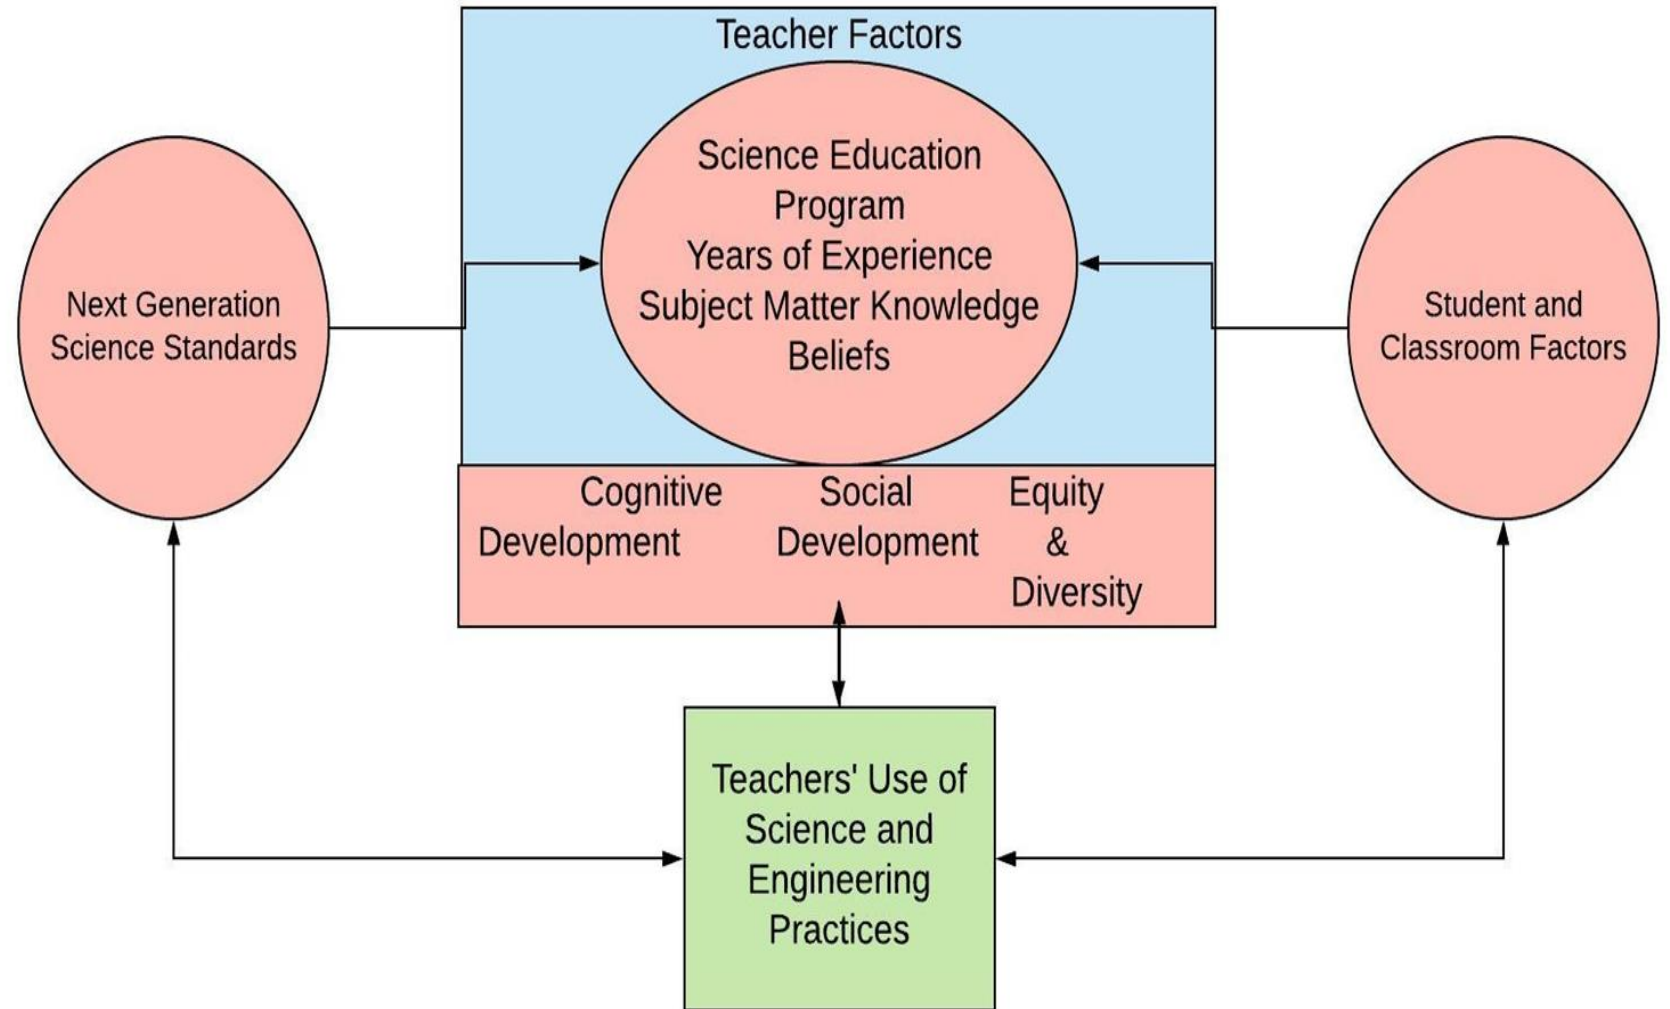 Teacher Factors
Science Education
Program
Years of Experience
Subject Matter Knowledge
Beliefs
Next Generation
Science Standards
Student and
Classroom Factors
Cognitive Social Equity
Development Development &
Diversity
Teachers' Use of
Science and
Engineering
Practices